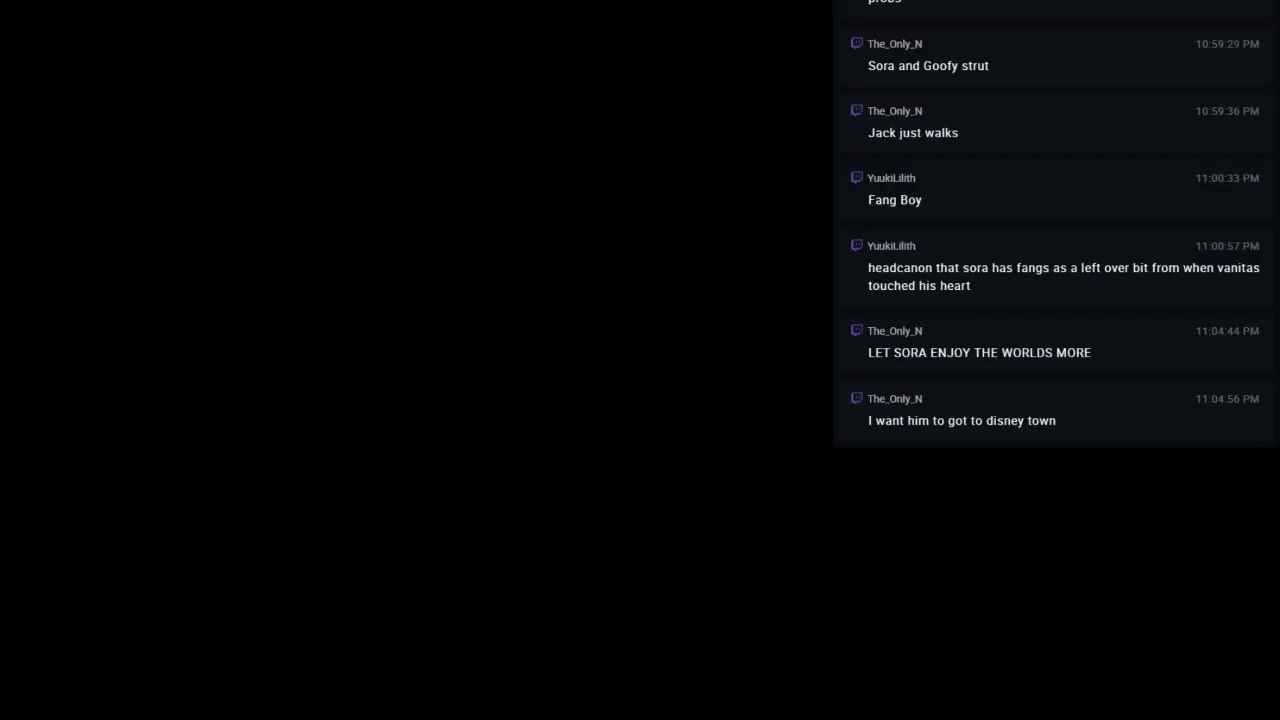 probs
The_Only_N 10:59:29 PM
Sora and Goofy strut
The_Only_N 10:59:36 PM
Jack just walks
YuukiLilith 11:00:33 PM
Fang Boy
YuukiLilith 11:00:57 PM
headcanon that sora has fangs as a left over bit from when vanitas
touched his heart
The_Only_N 11:04:44 PM
LET SORA ENJOY THE WORLDS MORE
The_Only_N 11:04:56 PM
I want him to got to disney town